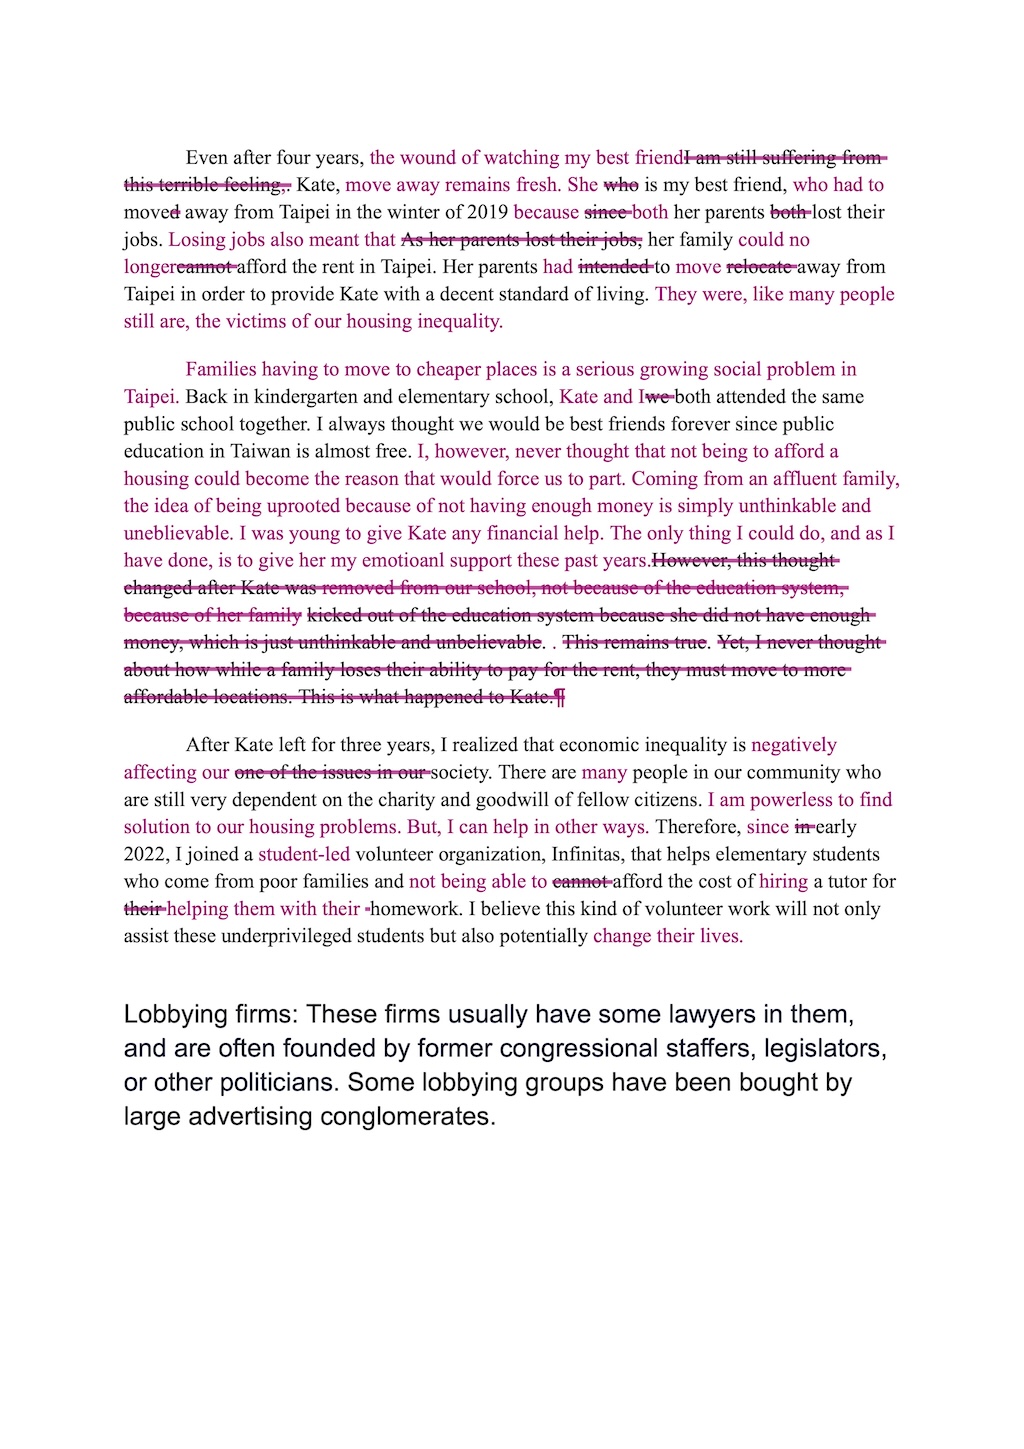 Even after four years, the wound of watching my best friendI am still suffering from
this terrible feeling,. Kate, move away remains fresh. She who is my best friend, who had to
moved away from Taipei in the winter of 2019 because since both her parents both lost their
jobs. Losing jobs also meant that As her parents lost their jobs, her family could no
longercannot afford the rent in Taipei. Her parents had intended to move relocate away from
Taipei in order to provide Kate with a decent standard of living. They were, like many people
still are, the victims of our housing inequality.
Families having to move to cheaper places is a serious growing social problem in
Taipei. Back in kindergarten and elementary school, Kate and Iwe both attended the same
public school together. I always thought we would be best friends forever since public
education in Taiwan is almost free. I, however, never thought that not being to afford a
housing could become the reason that would force us to part. Coming from an affluent family,
the idea of being uprooted because of not having enough money is simply unthinkable and
uneblievable. I was young to give Kate any financial help. The only thing I could do, and as I
have done, is to give her my emotioanl support these past years.However, this thought
changed after Kate was removed from our school, not because of the education system,
because of her family kicked out of the education system because she did not have enough
money, which is just unthinkable and unbelievable. . This remains true. Yet, I never thought
about how while a family loses their ability to pay for the rent, they must move to more
affordable locations. This is what happened to Kate.¶
After Kate left for three years, I realized that economic inequality is negatively
affecting our one of the issues in our society. There are many people in our community who
are still very dependent on the charity and goodwill of fellow citizens. I am powerless to find
solution to our housing problems. But, I can help in other ways. Therefore, since in early
2022, I joined a student-led volunteer organization, Infinitas, that helps elementary students
who come from poor families and not being able to cannot afford the cost of hiring a tutor for
their helping them with their homework. I believe this kind of volunteer work will not only
assist these underprivileged students but also potentially change their lives.
Lobbying firms: These firms usually have some lawyers in them,
and are often founded by former congressional staffers, legislators,
or other politicians. Some lobbying groups have been bought by
large advertising conglomerates.